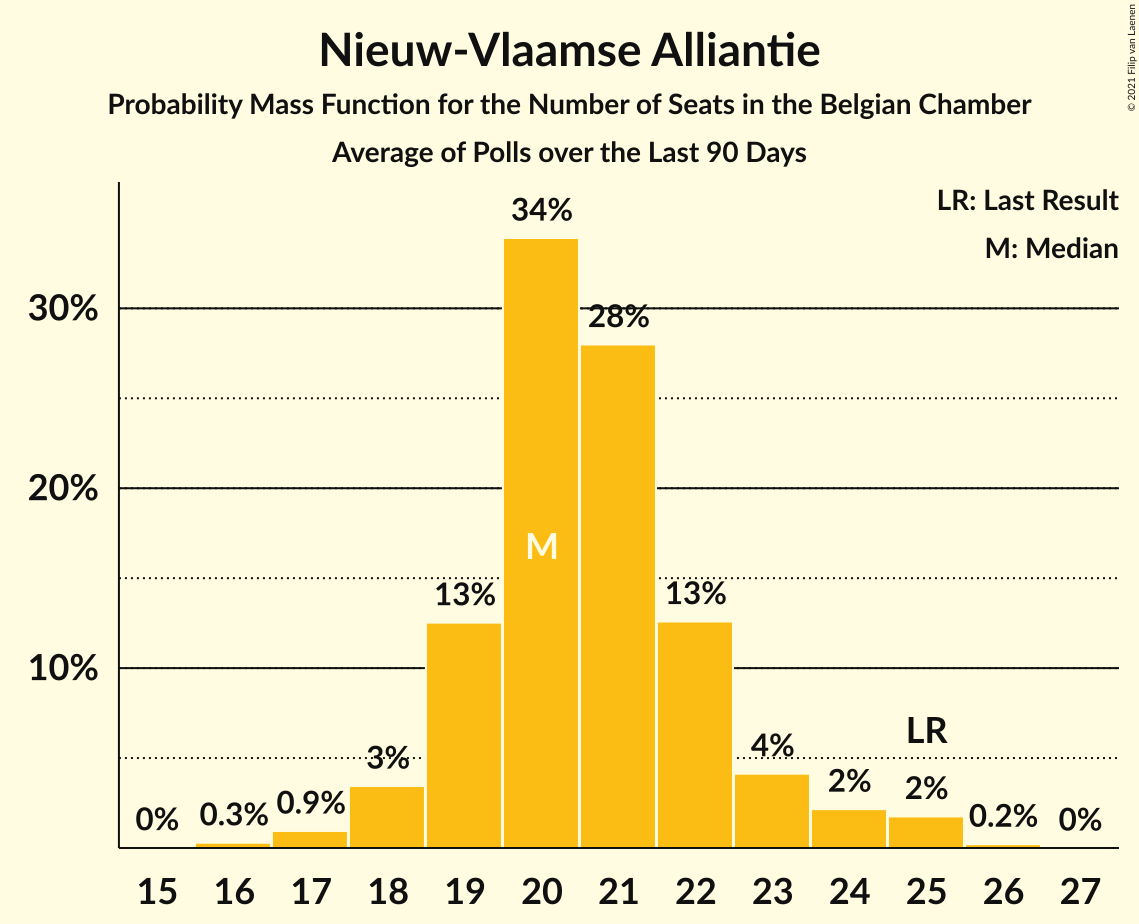 Nieuw-Vlaamse Alliantie
Probability Mass Function for the Number of Seats in the Belgian Chamber
Average of Polls over the Last 90 Days
© 2021 Filip van Laenen
LR: Last Result
M: Median
34%
30%
28%
20%
M
13%
13%
10%
LR
4%
3%
2%
2%
0%
0.3%
0.9%
0.2%
0%
15 16 17 18 19 20 21 22 23 24 25 26 27